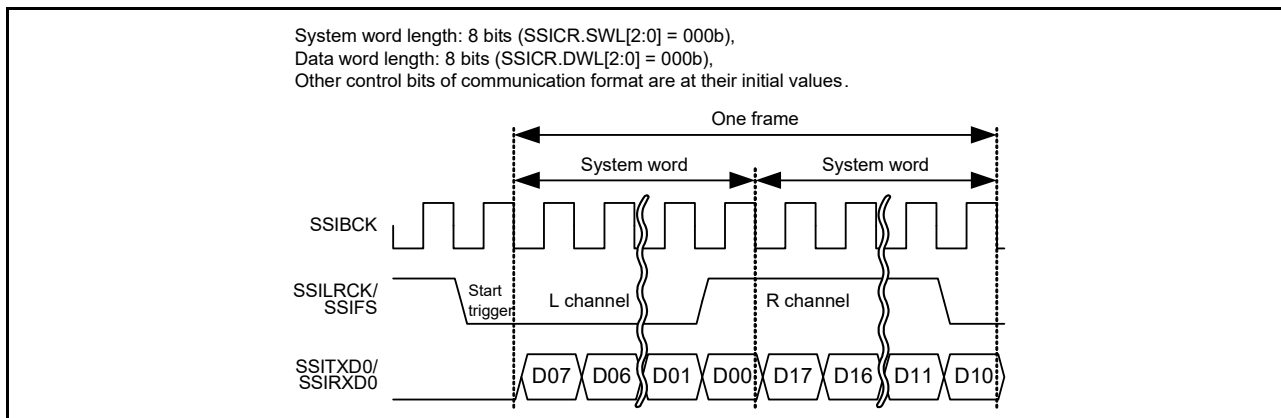 System word length: 8 bits (SSICR.SWL[2:0] = 000b),
Data word length: 8 bits (SSICR.DWL[2:0] = 000b),
Other control bits of communication format are at their initial values.
One frame
System word System word
SSIBCK
SSILRCK/
SSIFS
Start
trigger
L channel R channel
SSITXD0/
SSIRXD0
D07 D06 D01 D00 D17 D16 D11 D10